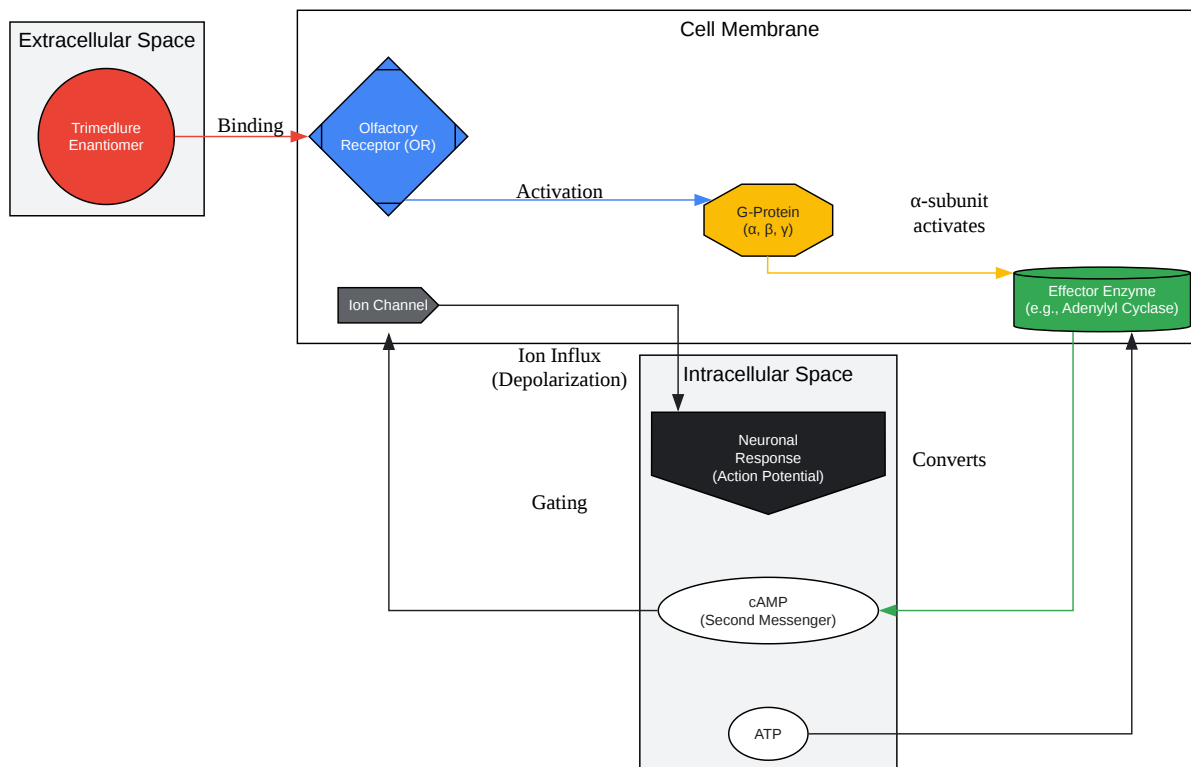 Extracellular Space
Cell Membrane
Trimedlure
Enantiomer
Binding
Olfactory
Receptor (OR)
Activation
G-Protein
(α, β, γ)
α-subunit
activates
Effector Enzyme
(e.g., Adenylyl Cyclase)
Ion Channel
Ion Influx
(Depolarization)
Intracellular Space
Neuronal
Response
(Action Potential)
Converts
Gating
cAMP
(Second Messenger)
ATP